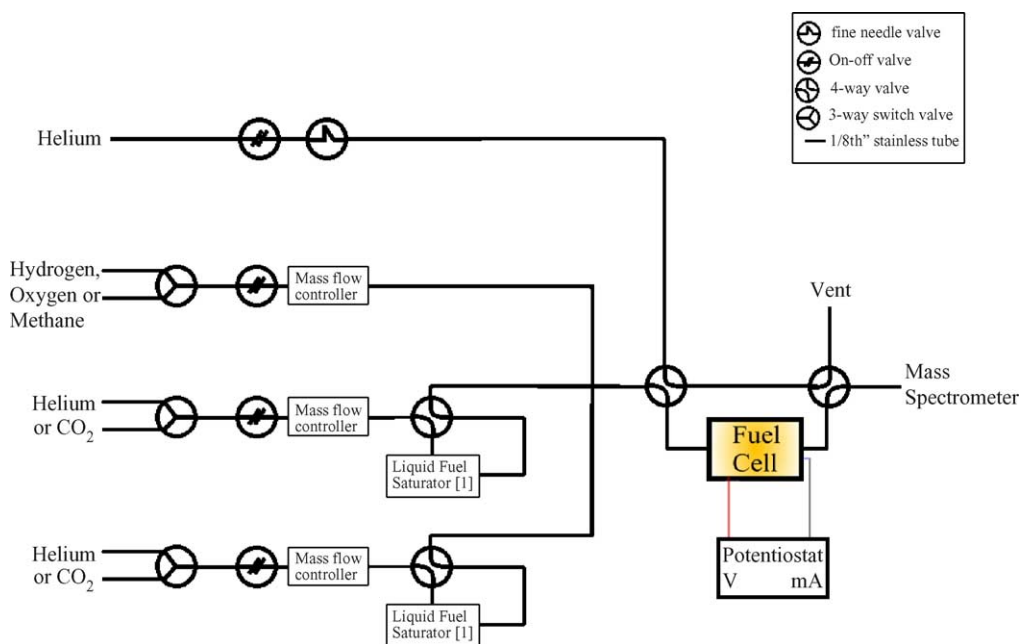 fine needle valve
On-off valve
4-way valve
3-way switch valve
1/8th” stainless tube
Helium
Hydrogen,
Oxygen or
Methane
Mass flow
controller
Vent
Mass
Spectrometer
Helium
or CO₂
Mass flow
controller
Liquid Fuel
Saturator [1]
Fuel
Cell
Potentiostat
V mA
Helium
or CO₂
Mass flow
controller
Liquid Fuel
Saturator [1]